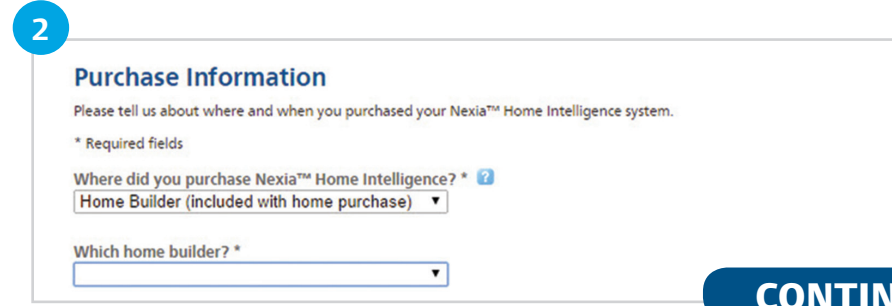 2
Purchase Information
Please tell us about where and when you purchased your Nexia™ Home Intelligence system.
* Required fields
Where did you purchase Nexia™ Home Intelligence? * ?
Home Builder (included with home purchase) ▼
Which home builder? *
▼
CONTIN